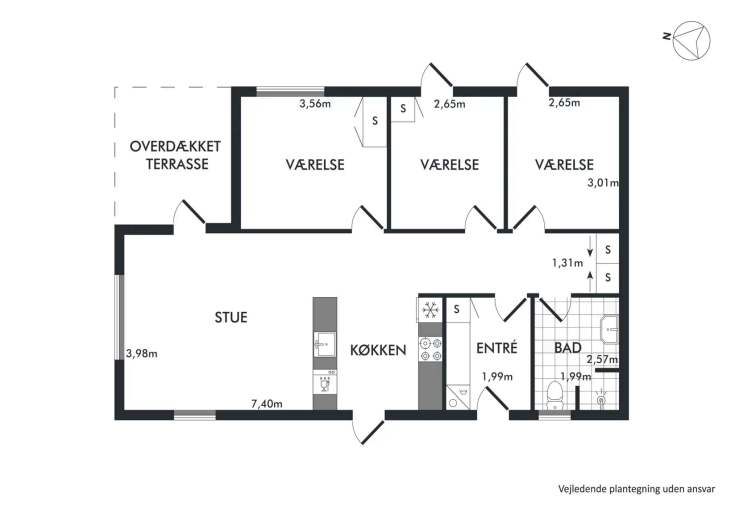 N
3,56m
S
S
2,65m
2,65m
OVERDÆKKET
TERRASSE
VÆRELSE
VÆRELSE
VÆRELSE
3,01m
S
1,31m
S
S
STUE
KØKKEN
ENTRÉ
BAD
3,98m
2,57m
1,99m
1,99m
7,40m
Vejledende plantegning uden ansvar